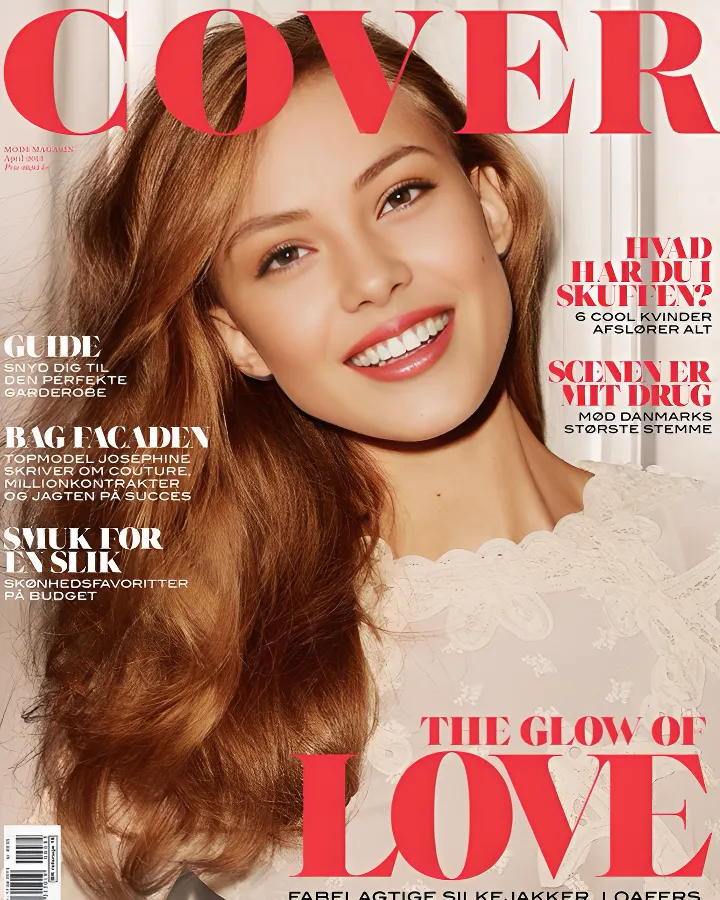 COVER
MODE MAGASIN
April 2013
GUIDE
SNYD DIG TIL
DEN PERFEKTE
GARDEROBE
BAG FACADEN
TOPMODEL JOSEPHINE
SKRIVER OM COUTURE,
MILLIONKONTRAKTER
OG JAGTEN PÅ SUCCES
SMUK FOR
EN SLIK
SKØNHEDSFAVORITTER
PÅ BUDGET
HVAD
HAR DU I
SKUFFEN?
6 COOL KVINDER
AFSLØRER ALT
SCENEN ER
MIT DRUG
MØD DANMARKS
STØRSTE STEMME
THE GLOW OF
LOVE
FABELAGTIGE SILKEJAKKER, LOAFERS,